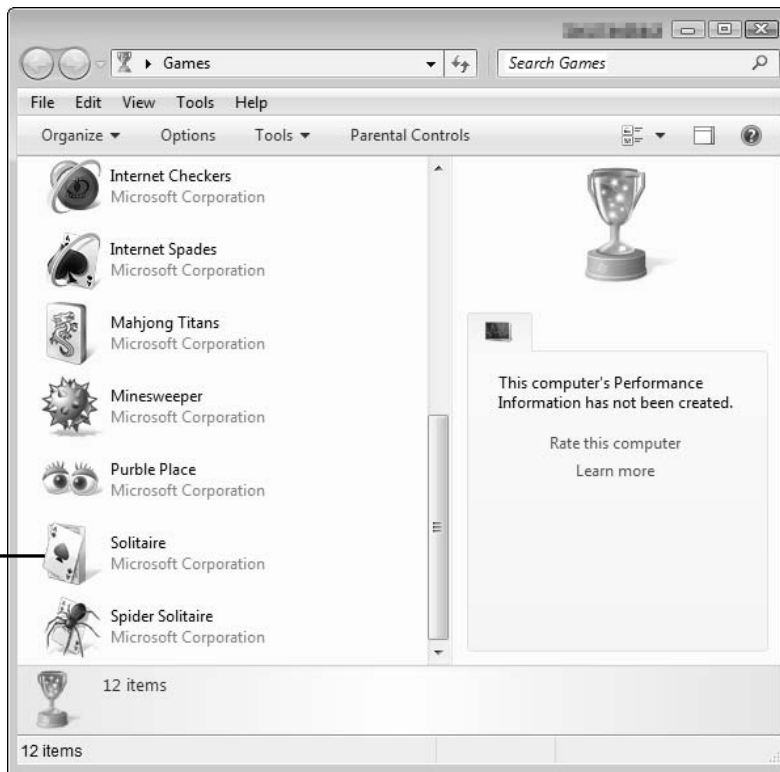 Games
Search Games
File Edit View Tools Help
Organize Options Tools Parental Controls
Internet Checkers
Microsoft Corporation
Internet Spades
Microsoft Corporation
Mahjong Titans
Microsoft Corporation
Minesweeper
Microsoft Corporation
Purble Place
Microsoft Corporation
Solitaire
Microsoft Corporation
Spider Solitaire
Microsoft Corporation
This computer's Performance
Information has not been created.
Rate this computer
Learn more
12 items
12 items